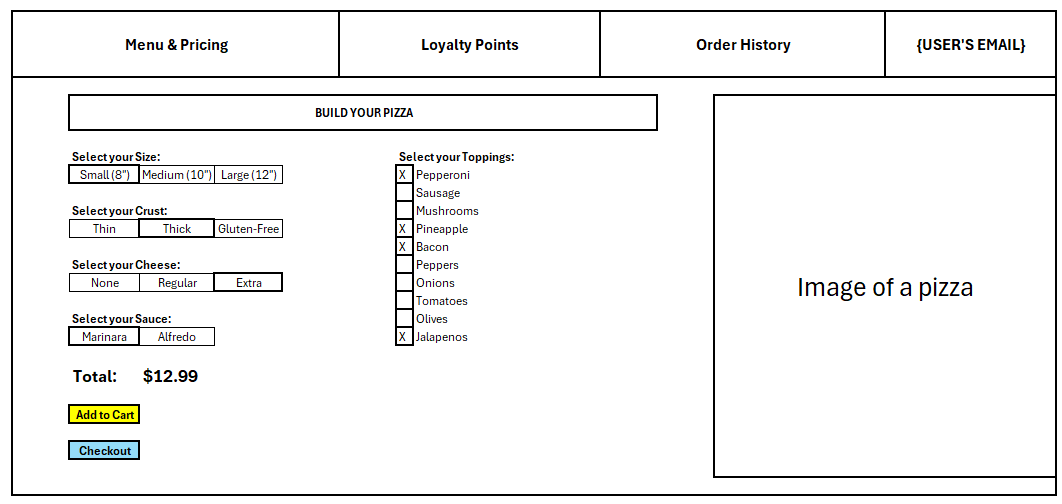 Menu & Pricing
Loyalty Points
Order History
{USER'S EMAIL}
BUILD YOUR PIZZA
Select your Size:
Small (8")
Medium (10")
Large (12")
Select your Crust:
Thin
Thick
Gluten-Free
Select your Cheese:
None
Regular
Extra
Select your Sauce:
Marinara
Alfredo
Total: $12.99
Add to Cart
Checkout
Select your Toppings:
X Pepperoni
Sausage
Mushrooms
X Pineapple
X Bacon
Peppers
Onions
Tomatoes
Olives
X Jalapenos
Image of a pizza